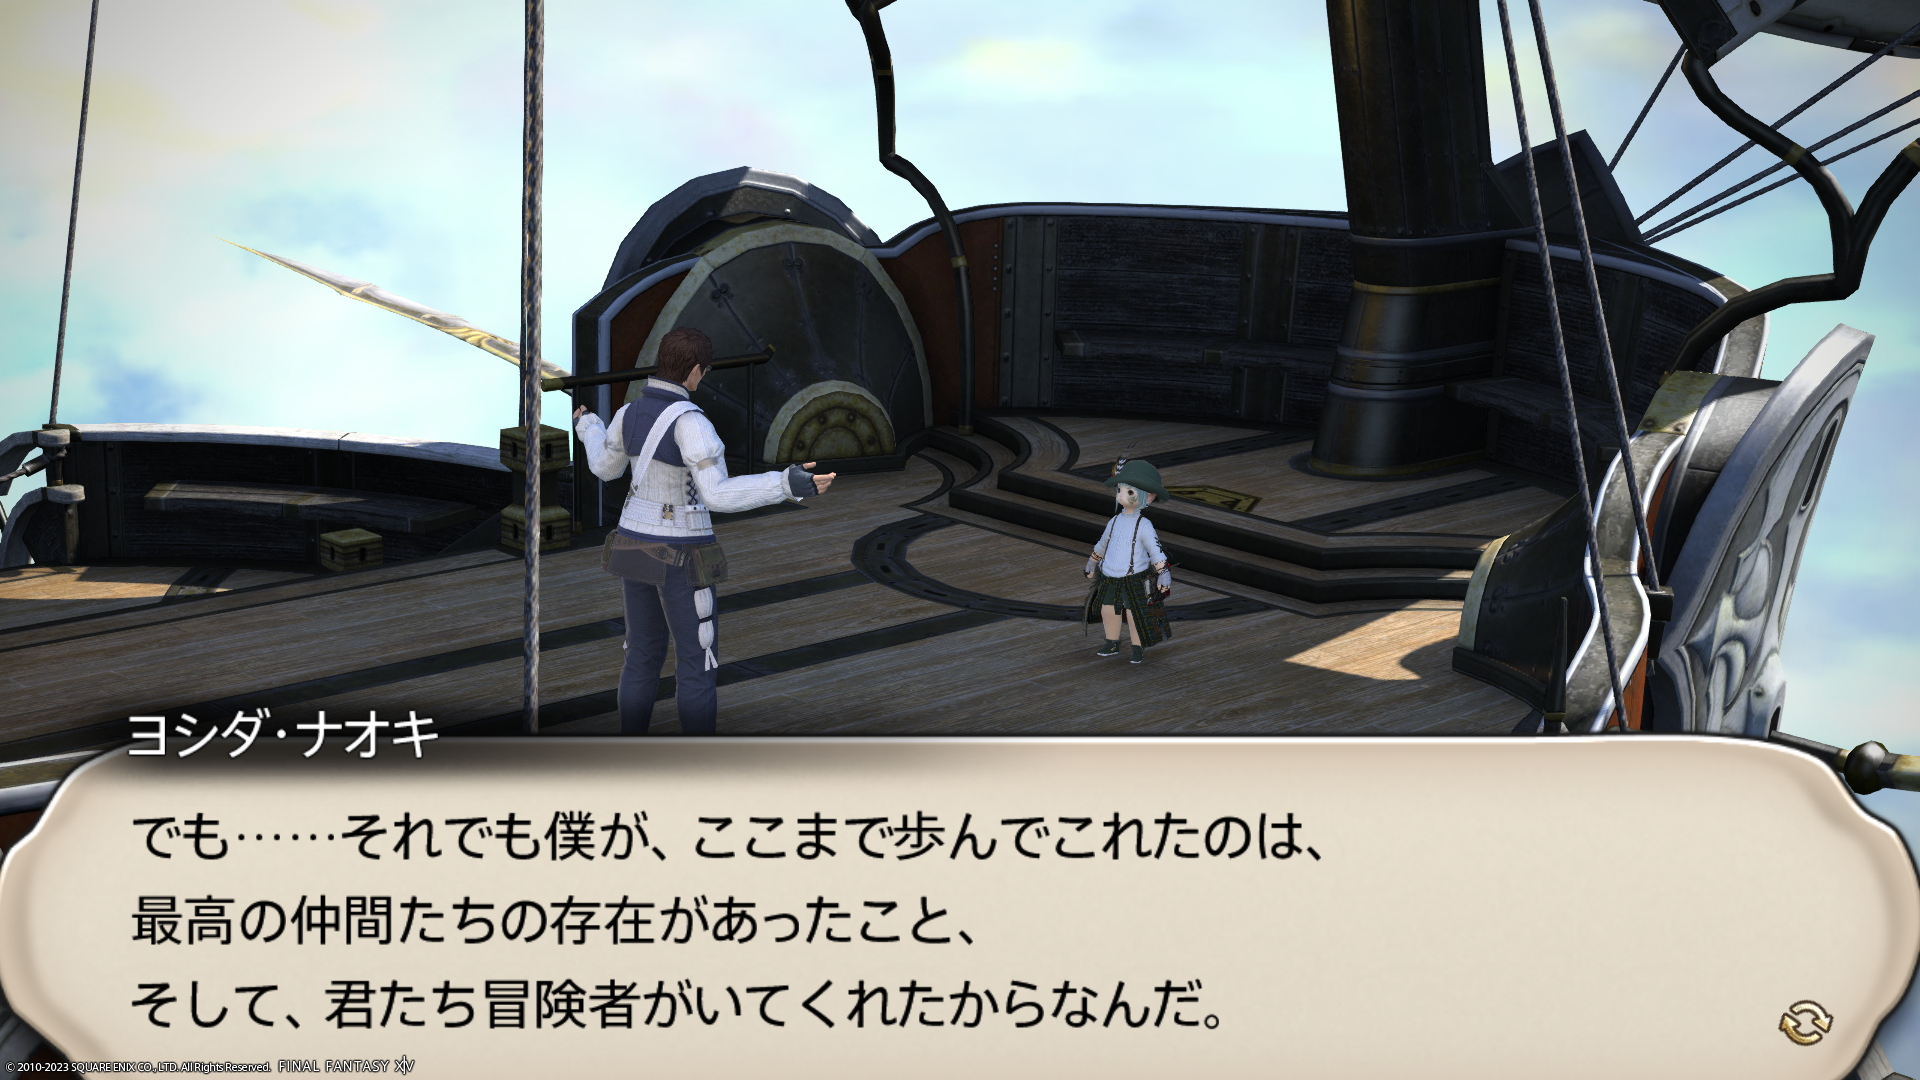 ヨシダ・ナオキ
でも……それでも僕が、ここまで歩んでこれたのは、
最高の仲間たちの存在があったこと、
そして、君たち冒険者がいてくれたからなんだ。
© 2010-2023 SQUARE ENIX CO., LTD. All Rights Reserved. FINAL FANTASY XIV